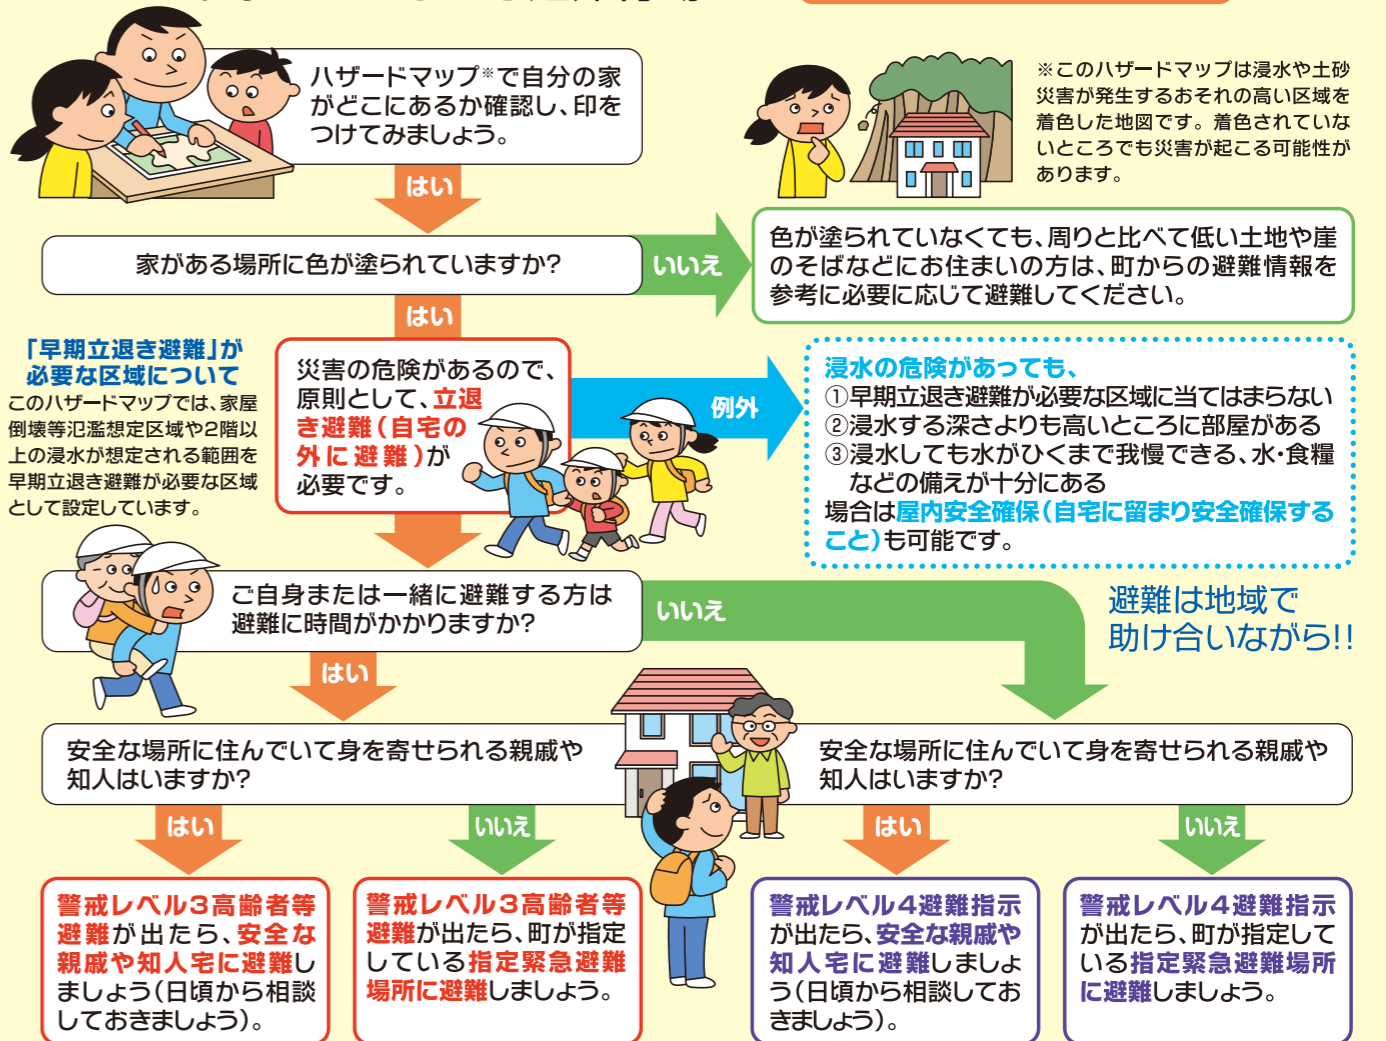 ハザードマップ※で自分の家
がどこにあるか確認し、印を
つけてみましょう。
※このハザードマップは浸水や土砂
災害が発生するおそれの高い区域を
着色した地図です。着色されていな
いところでも災害が起こる可能性が
あります。
はい
家がある場所に色が塗られていますか?
いいえ
色が塗られていなくても、周りと比べて低い土地や崖
のそばなどにお住まいの方は、町からの避難情報を
参考に必要に応じて避難してください。
はい
「早期立退き避難」が
必要な区域について
このハザードマップでは、家屋
倒壊等氾濫想定区域や2階以
上の浸水が想定される範囲を
早期立退き避難が必要な区域
として設定しています。
災害の危険があるので、
原則として、立退
き避難(自宅の
外に避難)が
必要です。
例外
浸水の危険があっても、
①早期立退き避難が必要な区域に当てはまらない
②浸水する深さよりも高いところに部屋がある
③浸水しても水がひくまで我慢できる、水・食糧
などの備えが十分にある
場合は屋内安全確保(自宅に留まり安全確保する
こと)も可能です。
ご自身または一緒に避難する方は
避難に時間がかかりますか?
いいえ
避難は地域で
助け合いながら!!
はい
安全な場所に住んでいて身を寄せられる親戚や
知人はいますか?
安全な場所に住んでいて身を寄せられる親戚や
知人はいますか?
はい
いいえ
はい
いいえ
警戒レベル3高齢者等
避難が出たら、安全な
親戚や知人宅に避難し
ましょう(日頃から相談
しておきましょう)。
警戒レベル3高齢者等
避難が出たら、町が指定
している指定緊急避難
場所に避難しましょう。
警戒レベル4避難指示
が出たら、安全な親戚や
知人宅に避難しましょ
う(日頃から相談してお
きましょう)。
警戒レベル4避難指示
が出たら、町が指定して
いる指定緊急避難場所
に避難しましょう。